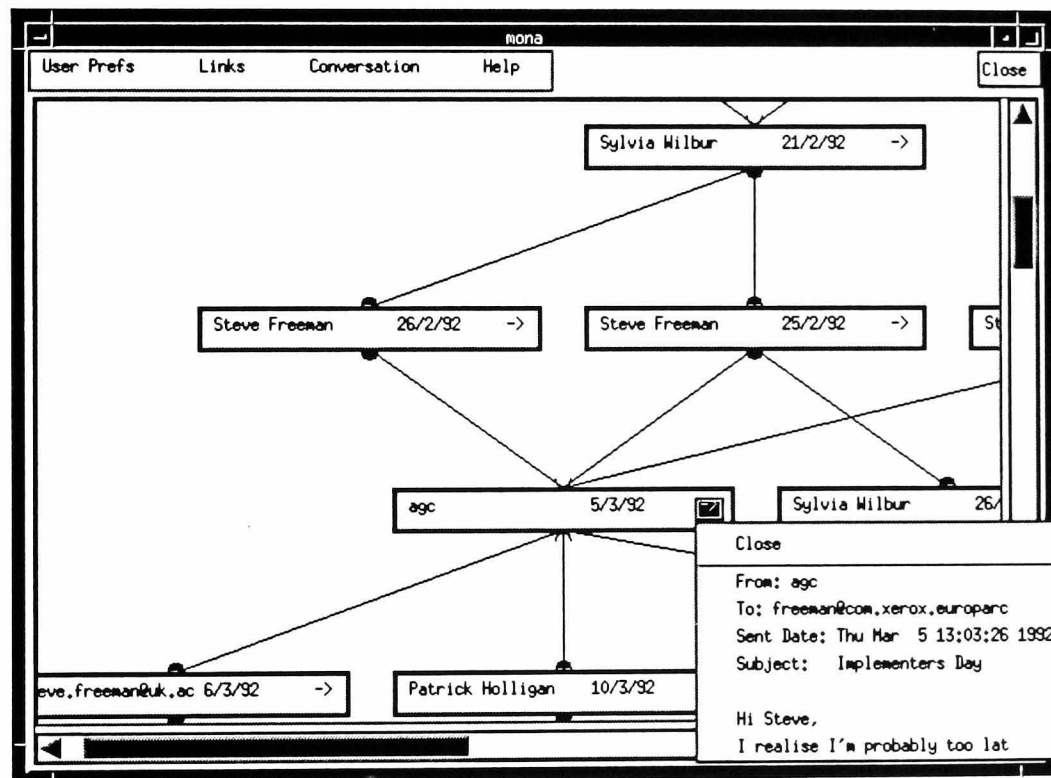 mona
User Prefs Links Conversation Help Close
Sylvia Wilbur 21/2/92 ->
Steve Freeman 26/2/92 ->
Steve Freeman 25/2/92 ->
St
agc 5/3/92
Sylvia Wilbur 26/
eve.freeman@uk.ac 6/3/92 ->
Patrick Holligan 10/3/92
Close
From: agc
To: freeman@com.xerox.europarc
Sent Date: Thu Mar 5 13:03:26 1992
Subject: Implementers Day
Hi Steve,
I realise I'm probably too lat